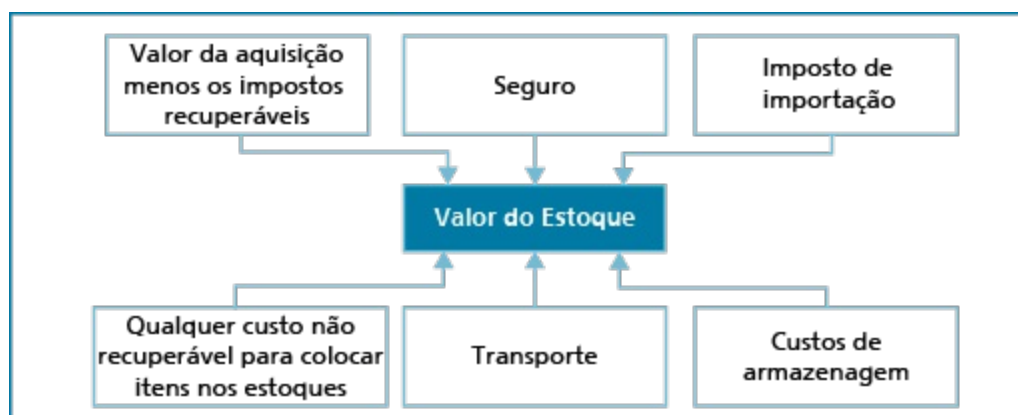 Valor da aquisição
menos os impostos
recuperáveis
Seguro
Imposto de
importação
Valor do Estoque
Qualquer custo não
recuperável para colocar
itens nos estoques
Transporte
Custos de
armazenagem